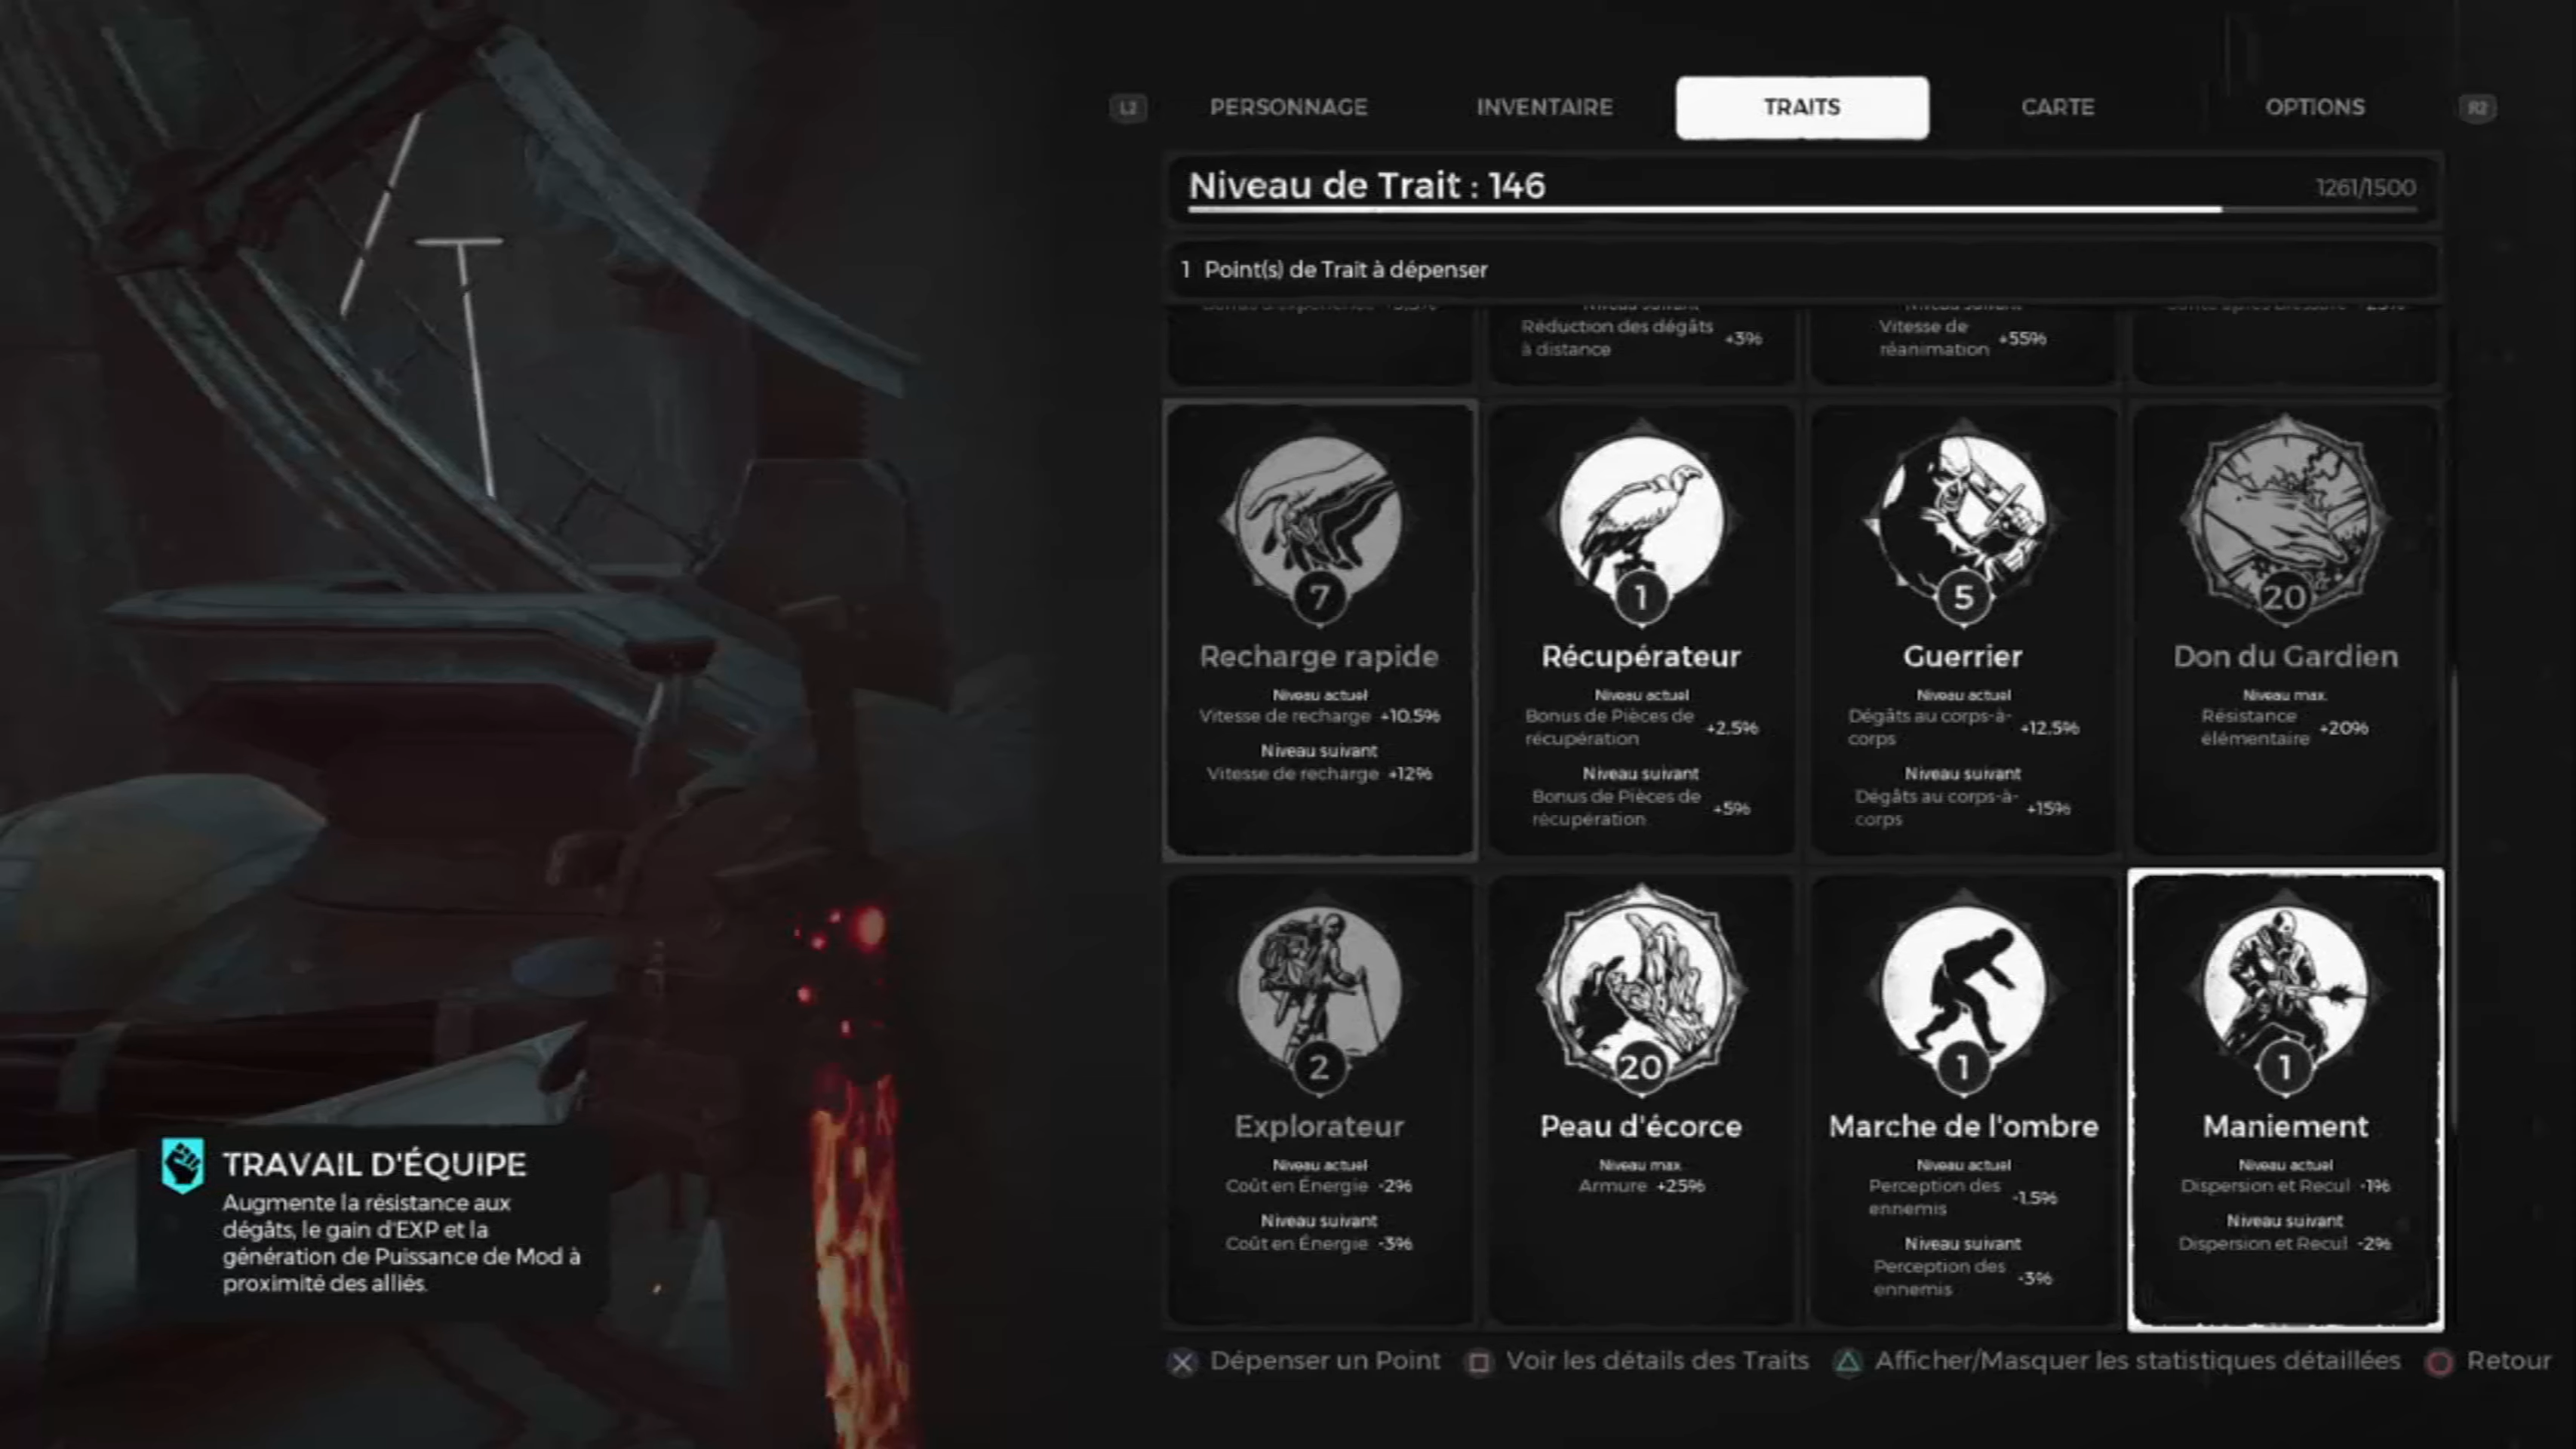 L2
PERSONNAGE
INVENTAIRE
TRAITS
CARTE
OPTIONS
R2
Niveau de Trait : 146
1261/1500
1 Point(s) de Trait à dépenser
Réduction des dégâts
à distance
+3%
Vitesse de
réanimation
+55%
7
Recharge rapide
Niveau actuel
Vitesse de recharge +10.5%
Niveau suivant
Vitesse de recharge +12%
1
Récupérateur
Niveau actuel
Bonus de Pièces de
récupération
+2.5%
Niveau suivant
Bonus de Pièces de
récupération
+5%
5
Guerrier
Niveau actuel
Dégâts au corps-à-
corps
+12.5%
Niveau suivant
Dégâts au corps-à-
corps
+15%
20
Don du Gardien
Niveau max.
Résistance
élémentaire
+20%
2
Explorateur
Niveau actuel
Coût en Énergie -2%
Niveau suivant
Coût en Énergie -3%
20
Peau d'écorce
Niveau max.
Armure +25%
1
Marche de l'ombre
Niveau actuel
Perception des
ennemis
-1.5%
Niveau suivant
Perception des
ennemis
-3%
1
Maniement
Niveau actuel
Dispersion et Recul -1%
Niveau suivant
Dispersion et Recul -2%
TRAVAIL D'ÉQUIPE
Augmente la résistance aux
dégâts, le gain d'EXP et la
génération de Puissance de Mod à
proximité des alliés.
Dépenser un Point
Voir les détails des Traits
Afficher/Masquer les statistiques détaillées
Retour